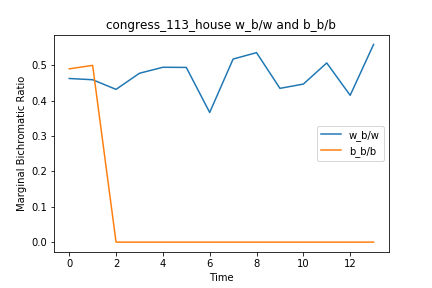 congress_113_house w_b/w and b_b/b
Marginal Bichromatic Ratio
0.5
0.4
0.3
0.2
0.1
0.0
w_b/w
b_b/b
0 2 4 6 8 10 12
Time